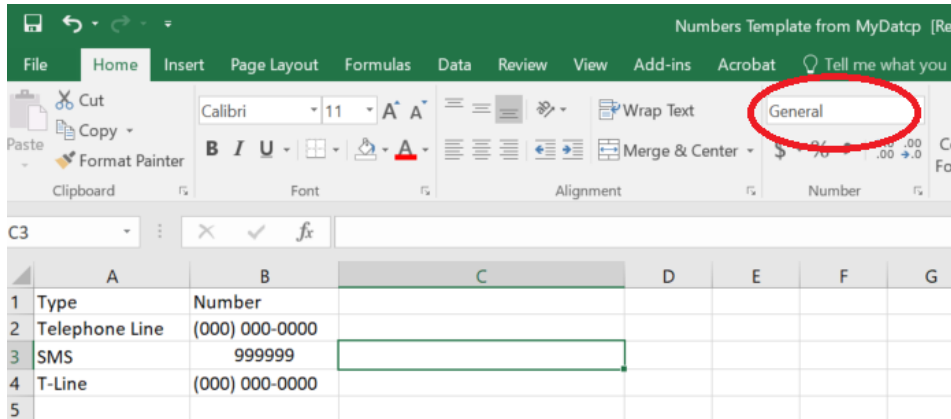 Numbers Template from MyDatcp [Re
File Home Insert Page Layout Formulas Data Review View Add-ins Acrobat Tell me what you
Cut
Copy
Paste
Format Painter
Clipboard
Calibri 11 A A
B I U A
Font
Wrap Text
Merge & Center
Alignment
General
$ % .00 .00 .0
Number
C3 fx
A B C D E F G
1 Type Number
2 Telephone Line (000) 000-0000
3 SMS 999999
4 T-Line (000) 000-0000
5